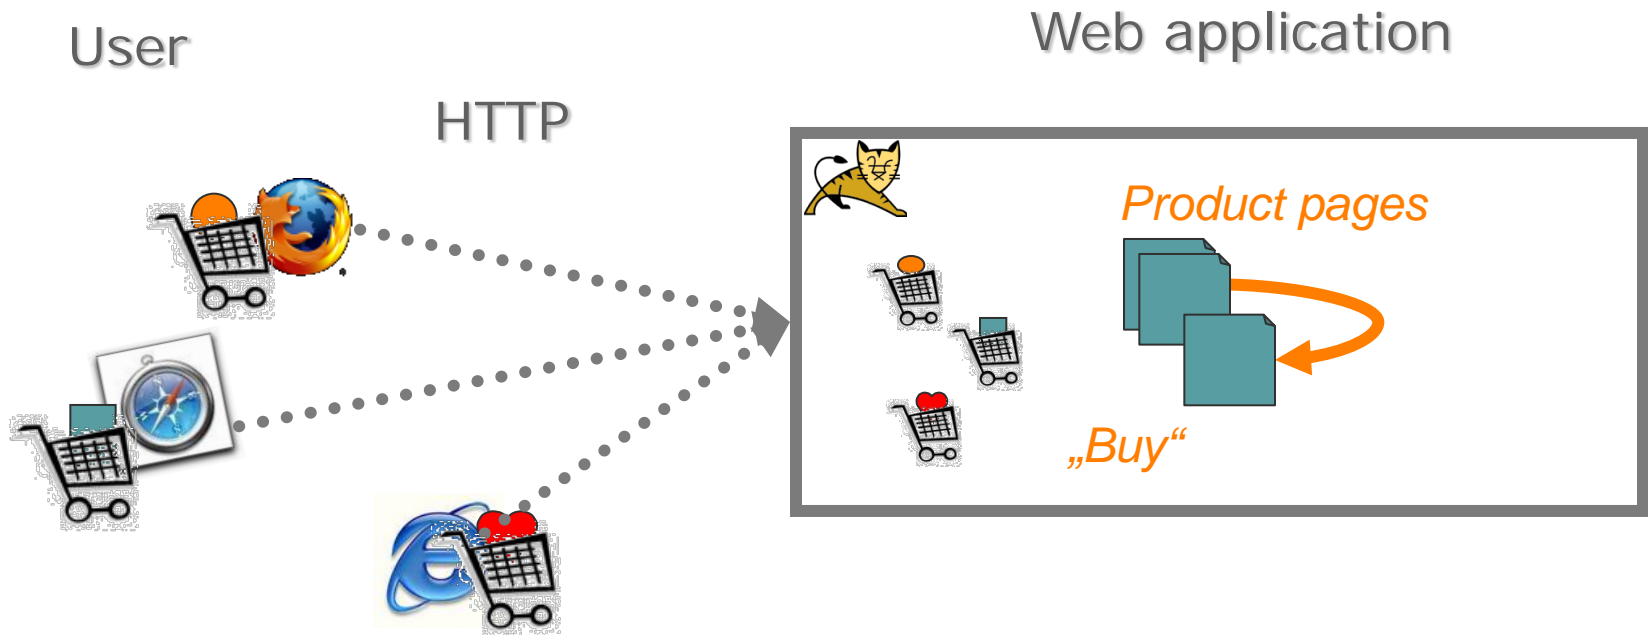 User
Web application
HTTP
Product pages
„Buy“